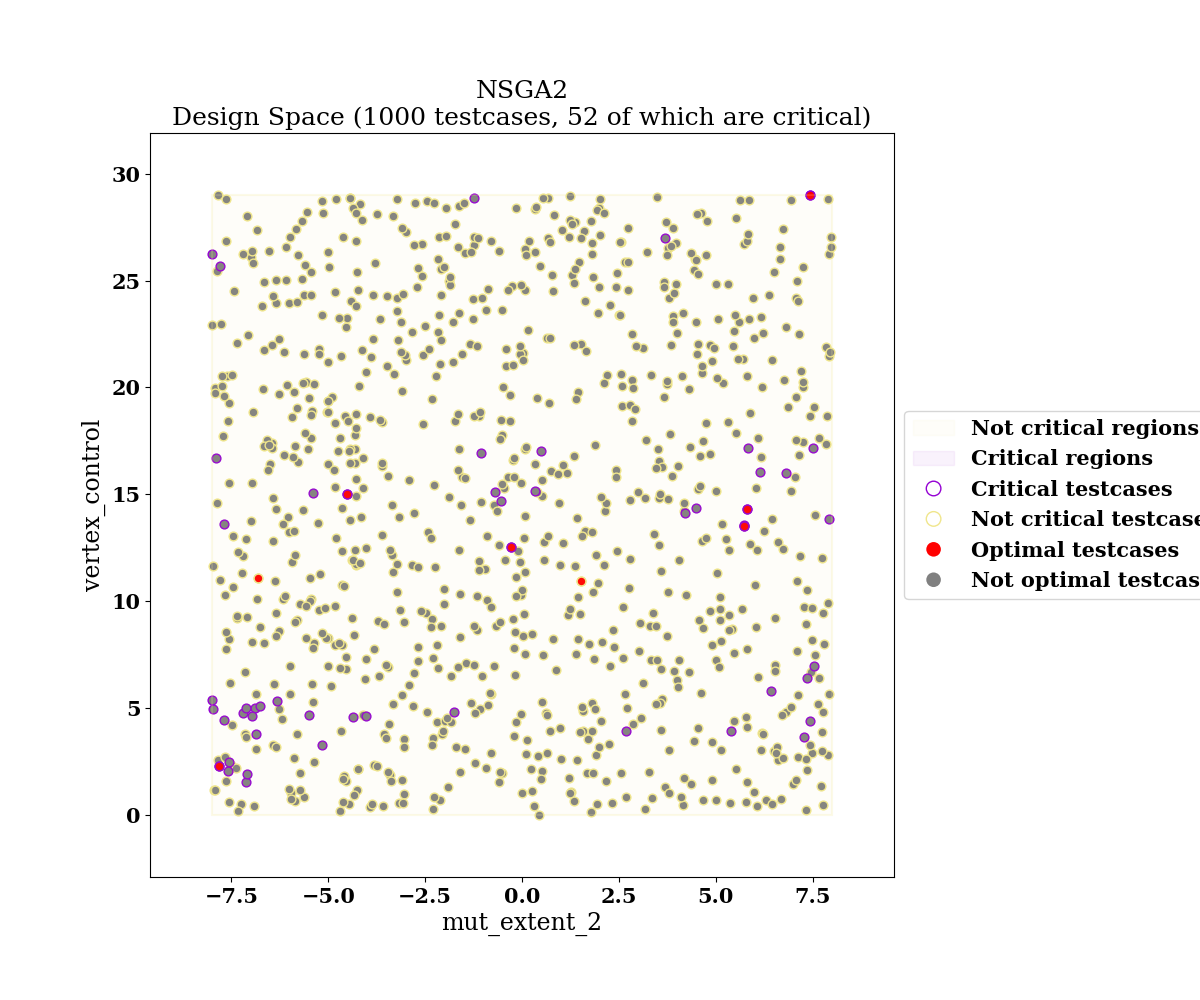 NSGA2
Design Space (1000 testcases, 52 of which are critical)
30
25
20
15
10
5
0
vertex_control
−7.5 −5.0 −2.5 0.0 2.5 5.0 7.5
mut_extent_2
Not critical regions
Critical regions
Critical testcases
Not critical testcase
Optimal testcases
Not optimal testcas